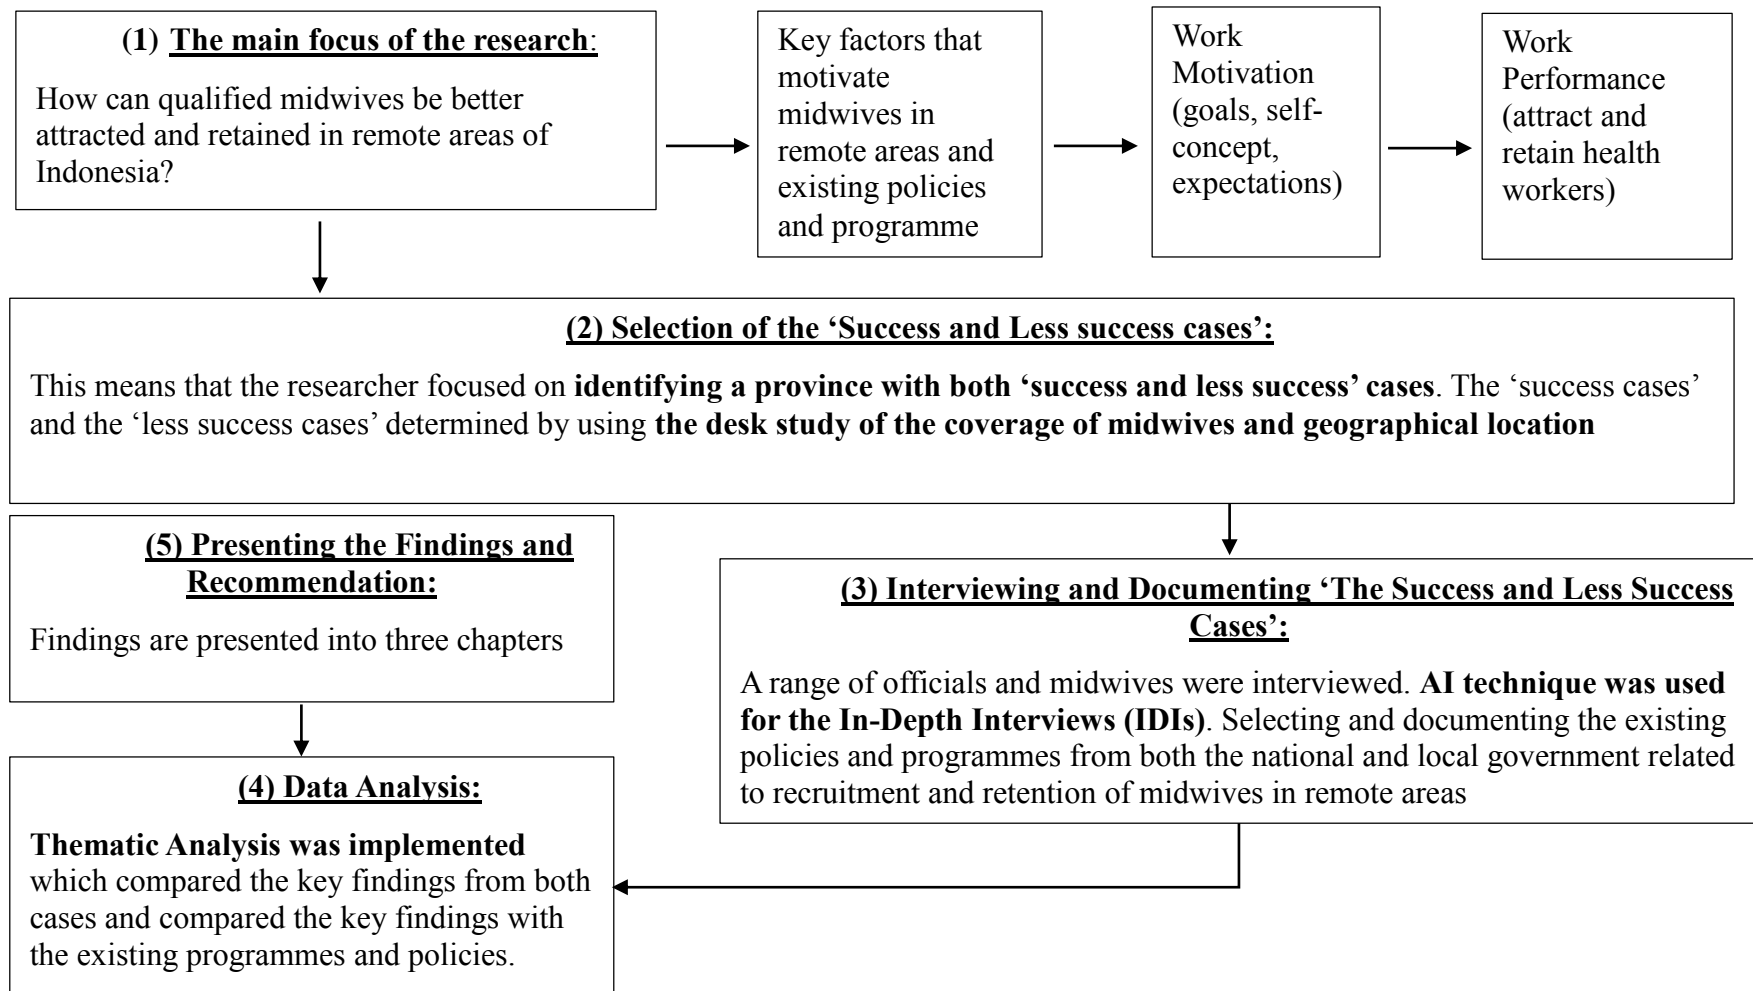 (1) The main focus of the research:
How can qualified midwives be better
attracted and retained in remote areas of
Indonesia?
Key factors that
motivate
midwives in
remote areas and
existing policies
and programme
Work
Motivation
(goals, self-
concept,
expectations)
Work
Performance
(attract and
retain health
workers)
(2) Selection of the ‘Success and Less success cases’:
This means that the researcher focused on identifying a province with both ‘success and less success’ cases. The ‘success cases’
and the ‘less success cases’ determined by using the desk study of the coverage of midwives and geographical location
(5) Presenting the Findings and
Recommendation:
Findings are presented into three chapters
(3) Interviewing and Documenting ‘The Success and Less Success
Cases’:
A range of officials and midwives were interviewed. AI technique was used
for the In-Depth Interviews (IDIs). Selecting and documenting the existing
policies and programmes from both the national and local government related
to recruitment and retention of midwives in remote areas
(4) Data Analysis:
Thematic Analysis was implemented
which compared the key findings from both
cases and compared the key findings with
the existing programmes and policies.